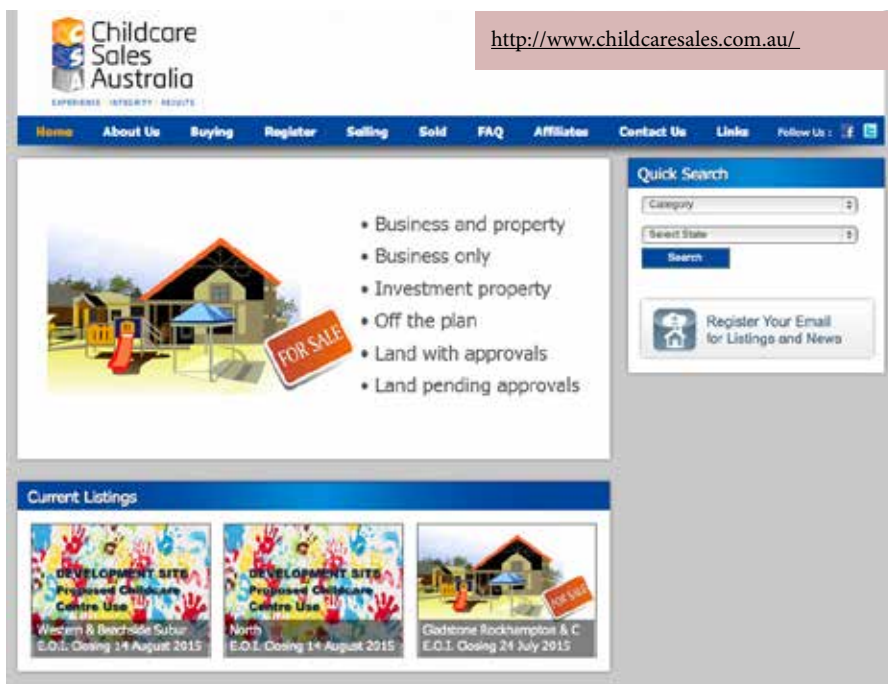 Childcare
Sales
Australia
EXPERIENCE INTEGRITY RESULTS
http://www.childcaresales.com.au/
Home About Us Buying Register Selling Sold FAQ Affiliates Contact Us Links Follow Us :
• Business and property
• Business only
• Investment property
• Off the plan
• Land with approvals
• Land pending approvals
FOR SALE
Quick Search
Category
Select State
Search
Register Your Email
for Listings and News
Current Listings
DEVELOPMENT SITE
Proposed Childcare
Centre Use
Western & Beachside Subur
E.O.I. Closing 14 August 2015
DEVELOPMENT SITE
Proposed Childcare
Centre Use
North
E.O.I. Closing 14 August 2015
FOR SALE
Gladstone Rockhampton & C
E.O.I. Closing 24 July 2015